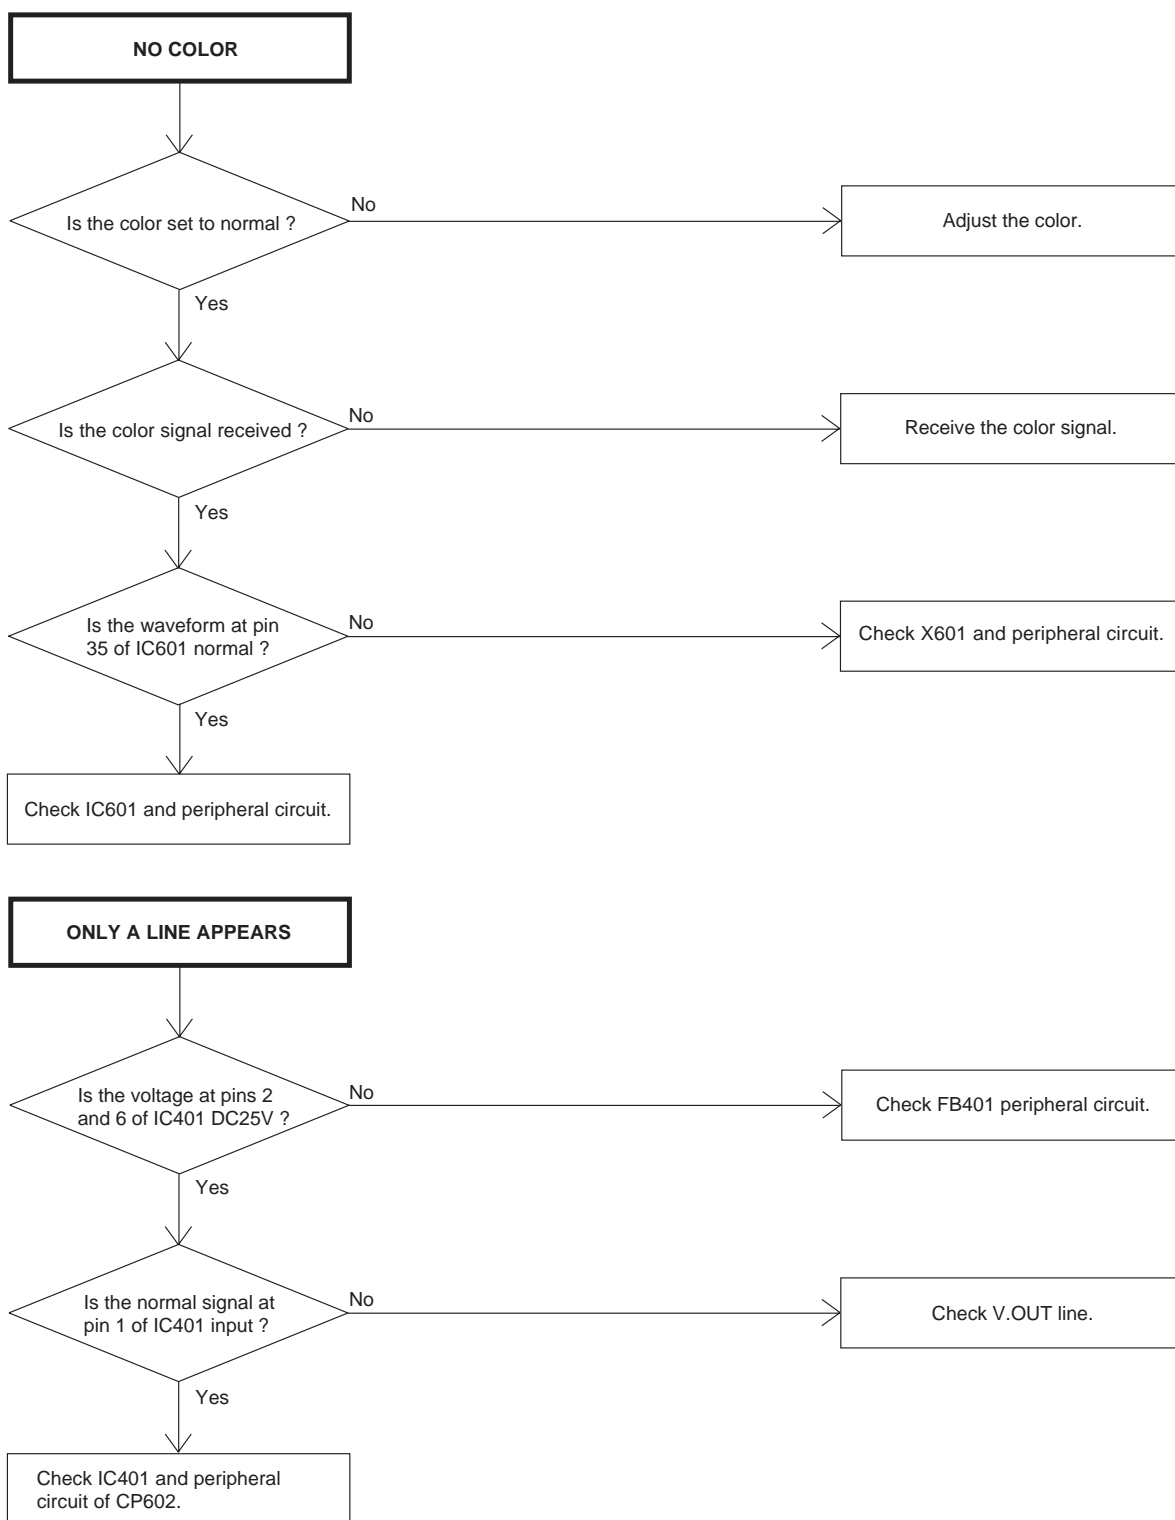 NO COLOR
Is the color set to normal ?
No
Adjust the color.
Yes
Is the color signal received ?
No
Receive the color signal.
Yes
Is the waveform at pin
35 of IC601 normal ?
No
Check X601 and peripheral circuit.
Yes
Check IC601 and peripheral circuit.
ONLY A LINE APPEARS
Is the voltage at pins 2
and 6 of IC401 DC25V ?
No
Check FB401 peripheral circuit.
Yes
Is the normal signal at
pin 1 of IC401 input ?
No
Check V.OUT line.
Yes
Check IC401 and peripheral
circuit of CP602.